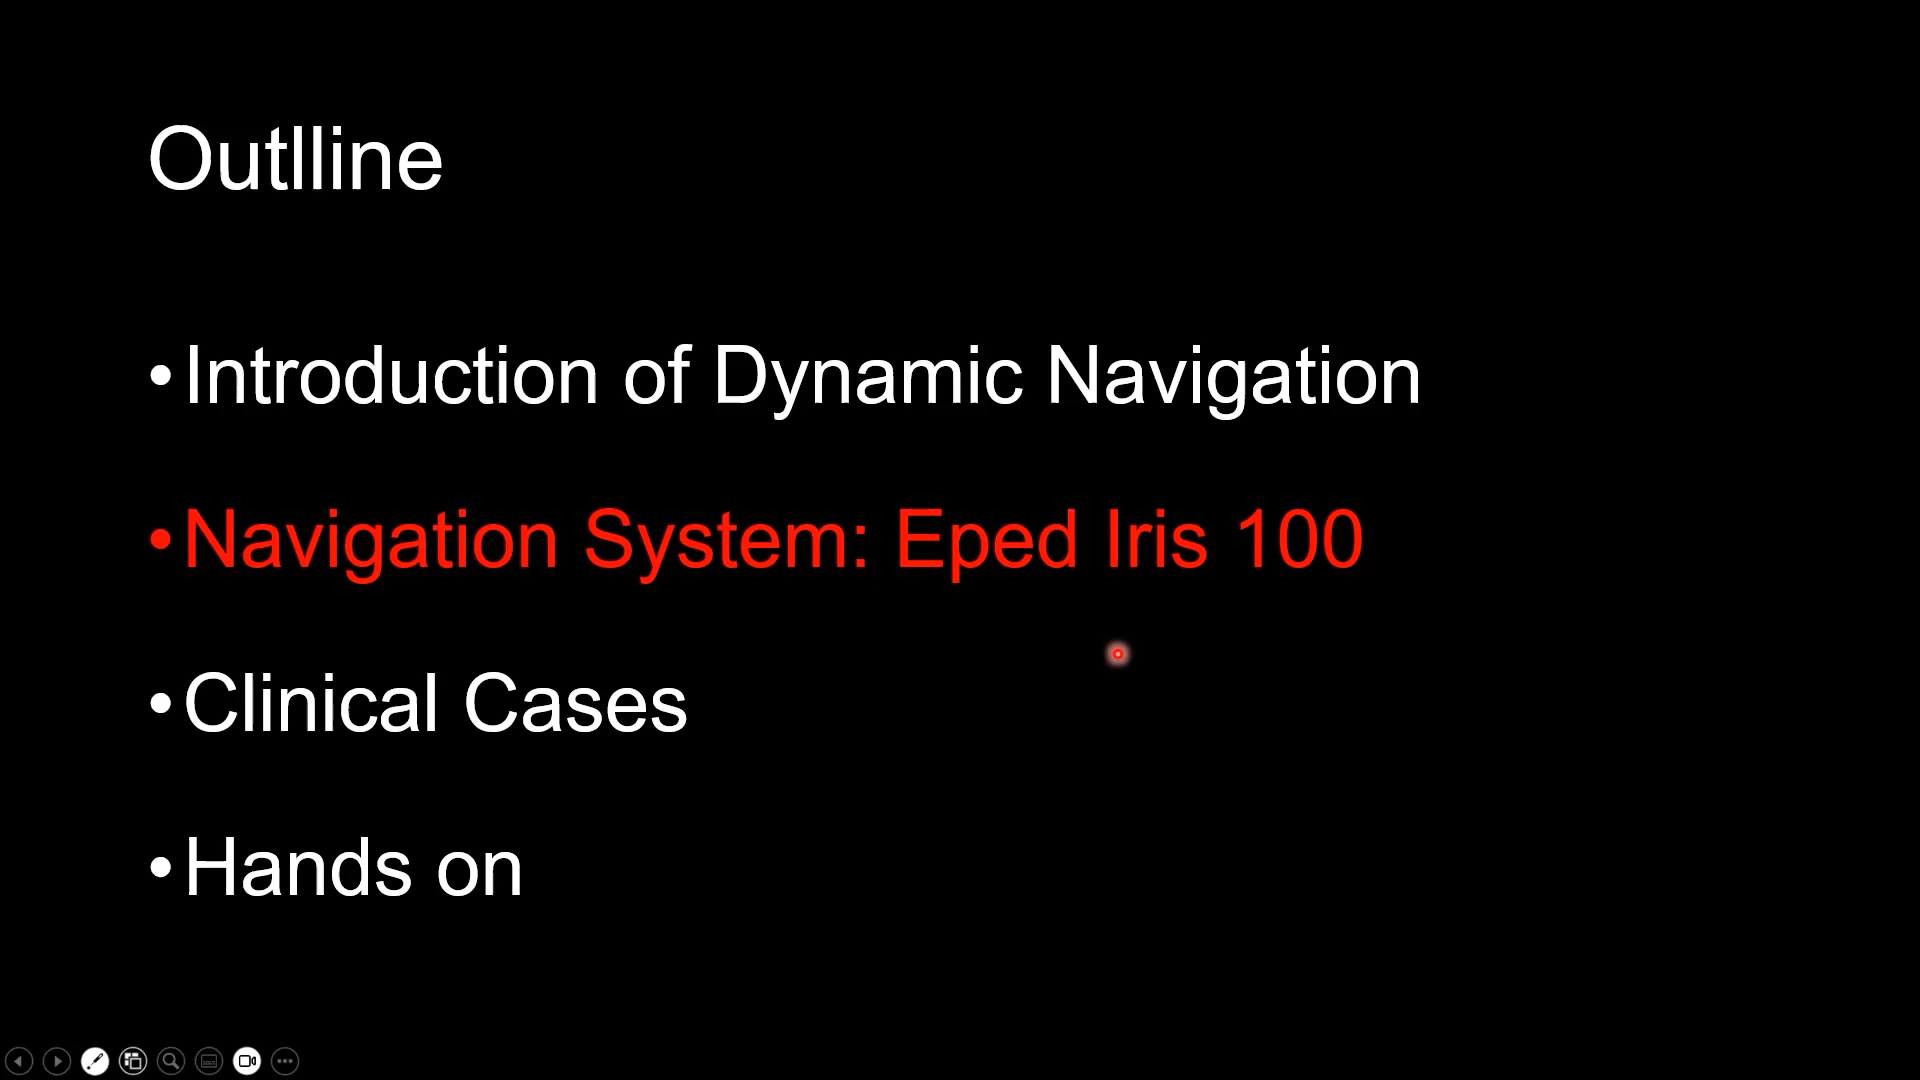 Outlline
•Introduction of Dynamic Navigation
•Navigation System: Eped Iris 100
•Clinical Cases
•Hands on